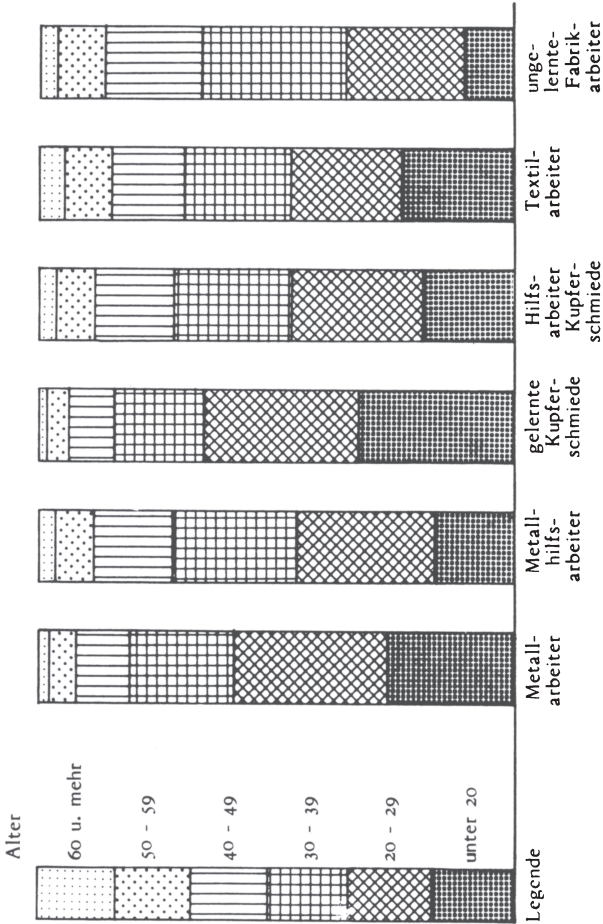 Alter
60 u. mehr
50 - 59
40 - 49
30 - 39
20 - 29
unter 20
Legende
Metall-
arbeiter
Metall-
hilfs-
arbeiter
gelernte
Kupfer-
schmiede
Hilfs-
arbeiter
Kupfer-
schmiede
Textil-
arbeiter
unge-
lernte-
Fabrik-
arbeiter